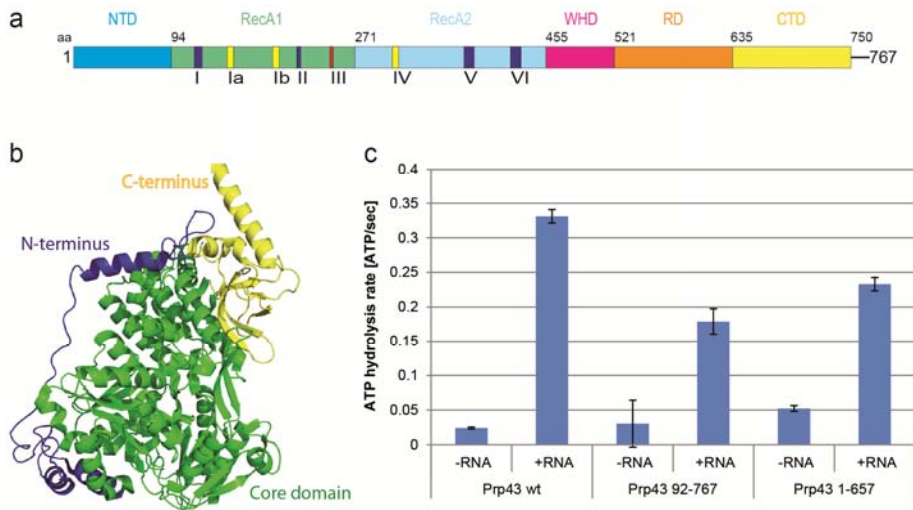 a
NTD RecA1 RecA2 WHD RD CTD
aa 94 271 455 521 635 750
1 767
I Ia Ib II III IV V VI
b
C-terminus
N-terminus
Core domain
c
ATP hydrolysis rate [ATP/sec]
0.4
0.35
0.3
0.25
0.2
0.15
0.1
0.05
0
-RNA +RNA -RNA +RNA -RNA +RNA
Prp43 wt Prp43 92-767 Prp43 1-657